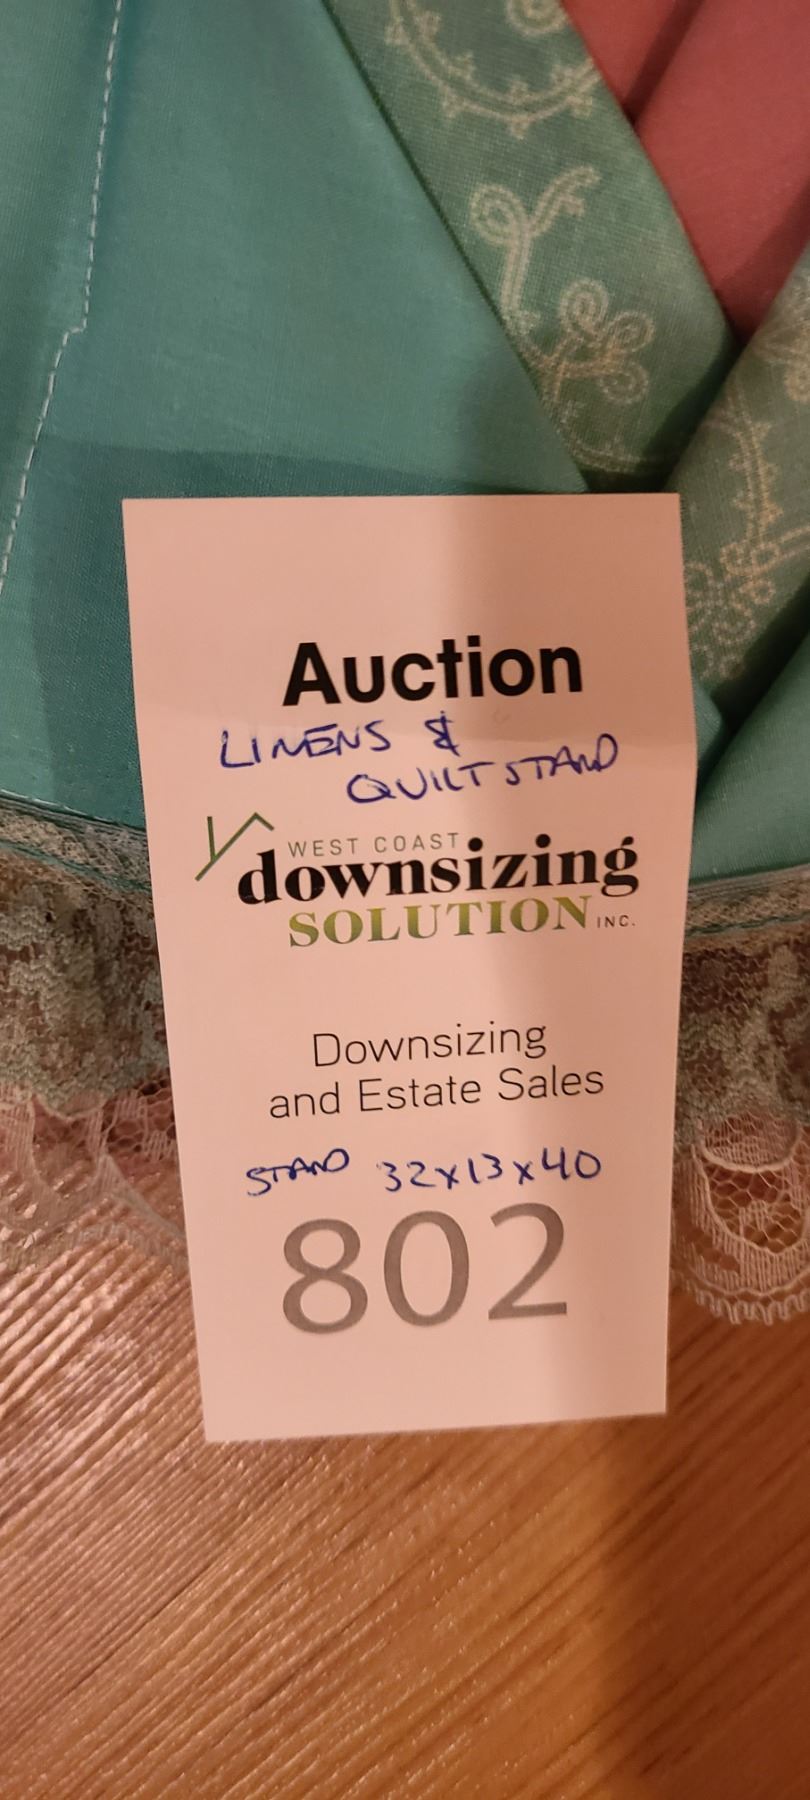 Auction
LINENS &
QUILT STAND
WEST COAST
downsizing
SOLUTION INC.
Downsizing
and Estate Sales
STAND 32x13x40
802